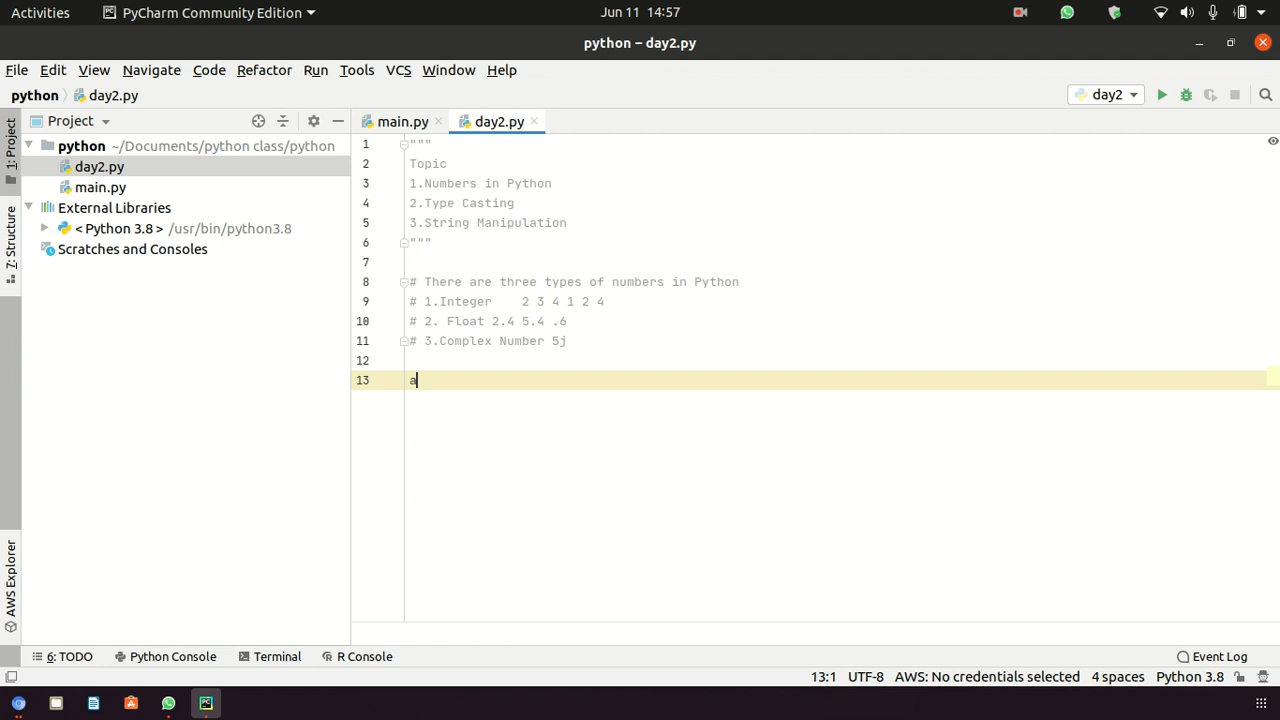 Activities PyCharm Community Edition Jun 11 14:57
python – day2.py
File Edit View Navigate Code Refactor Run Tools VCS Window Help
python day2.py day2
Project main.py day2.py
1: Project
7: Structure
AWS Explorer
python ~/Documents/python class/python
day2.py
main.py
External Libraries
< Python 3.8 > /usr/bin/python3.8
Scratches and Consoles
1 """
2 Topic
3 1.Numbers in Python
4 2.Type Casting
5 3.String Manipulation
6 """
7
8 # There are three types of numbers in Python
9 # 1.Integer    2 3 4 1 2 4
10 # 2. Float 2.4 5.4 .6
11 # 3.Complex Number 5j
12
13 a
6: TODO Python Console Terminal R Console Event Log
13:1 UTF-8 AWS: No credentials selected 4 spaces Python 3.8